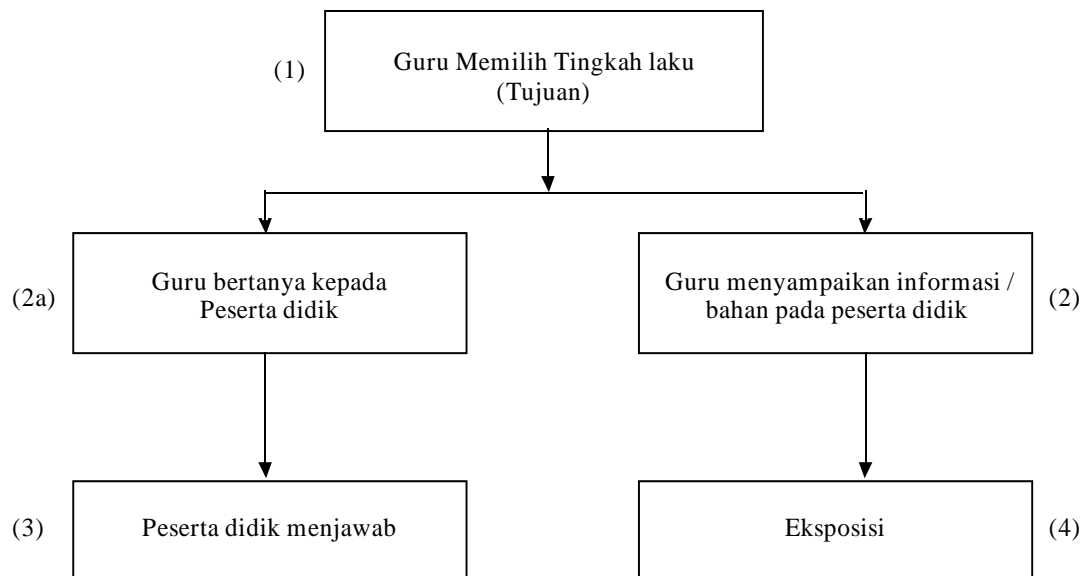 (1)
Guru Memilih Tingkah laku
(Tujuan)
(2a)
Guru bertanya kepada
Peserta didik
Guru menyampaikan informasi /
bahan pada peserta didik
(2)
(3)
Peserta didik menjawab
Eksposisi
(4)